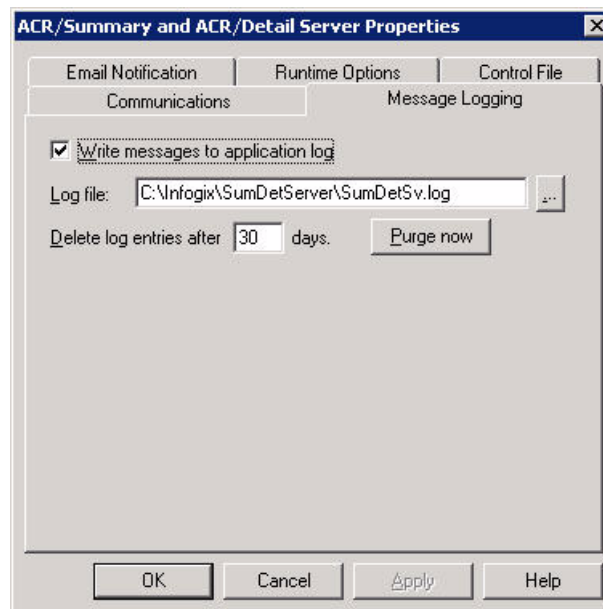 ACR/Summary and ACR/Detail Server Properties
Email Notification Runtime Options Control File
Communications Message Logging
Write messages to application log
Log file: C:\Infogix\SumDetServer\SumDetSv.log ...
Delete log entries after 30 days. Purge now
OK Cancel Apply Help